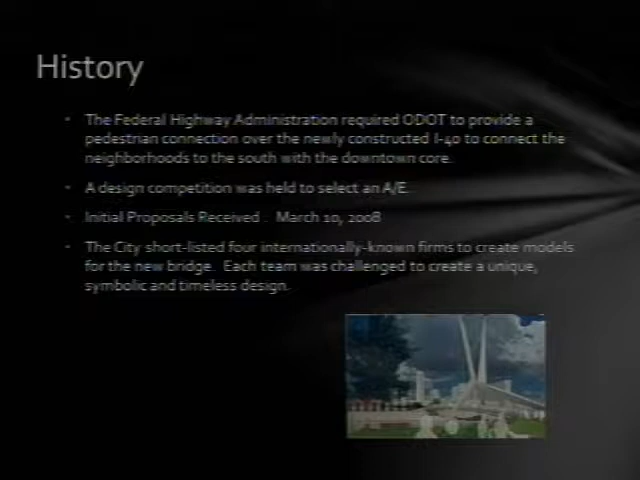 History
The Federal Highway Administration required ODOT to provide a
pedestrian connection over the newly constructed I-40 to connect the
neighborhoods to the south with the downtown core.
A design competition was held to select an A/E.
Initial Proposals Received . March 10, 2008
The City short-listed four internationally-known firms to create models
for the new bridge. Each team was challenged to create a unique,
symbolic and timeless design.